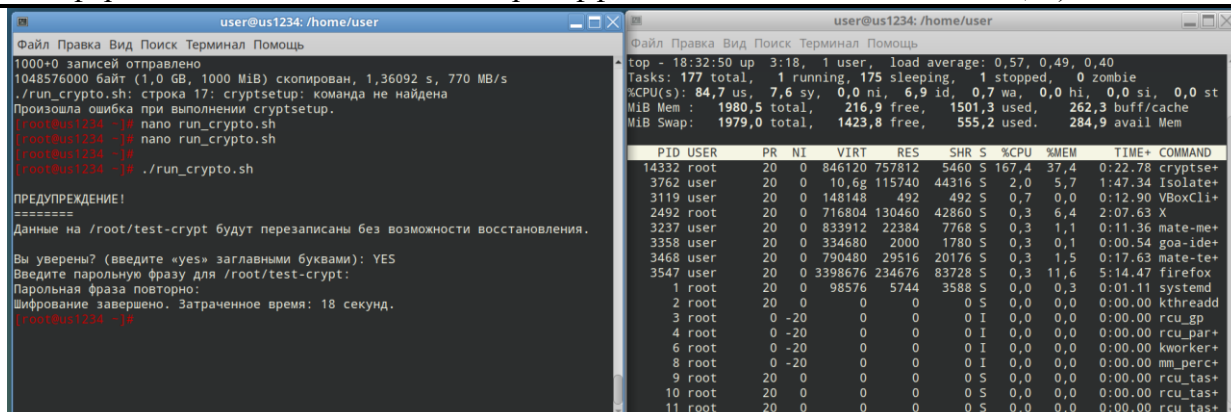 user@us1234: /home/user
Файл Правка Вид Поиск Терминал Помощь
1000+0 записей отправлено
1048576000 байт (1,0 GB, 1000 MiB) скопирован, 1,36092 s, 770 MB/s
./run_crypto.sh: строка 17: cryptsetup: команда не найдена
Произошла ошибка при выполнении cryptsetup.
[root@us1234 ~]# nano run_crypto.sh
[root@us1234 ~]# nano run_crypto.sh
[root@us1234 ~]#
[root@us1234 ~]# ./run_crypto.sh
ПРЕДУПРЕЖДЕНИЕ!
========
Данные на /root/test-crypt будут перезаписаны без возможности восстановления.
Вы уверены? (введите «yes» заглавными буквами): YES
Введите парольную фразу для /root/test-crypt:
Парольная фраза повторно:
Шифрование завершено. Затраченное время: 18 секунд.
[root@us1234 ~]#
user@us1234: /home/user
Файл Правка Вид Поиск Терминал Помощь
top - 18:32:50 up 3:18, 1 user, load average: 0,57, 0,49, 0,40
Tasks: 177 total, 1 running, 175 sleeping, 1 stopped, 0 zombie
%CPU(s): 84,7 us, 7,6 sy, 0,0 ni, 6,9 id, 0,7 wa, 0,0 hi, 0,0 si, 0,0 st
MiB Mem : 1980,5 total, 216,9 free, 1501,3 used, 262,3 buff/cache
MiB Swap: 1979,0 total, 1423,8 free, 555,2 used. 284,9 avail Mem
PID USER PR NI VIRT RES SHR S %CPU %MEM TIME+ COMMAND
14332 root 20 0 846120 757812 5460 S 167,4 37,4 0:22.78 cryptse+
3762 user 20 0 10,6g 115740 44316 S 2,0 5,7 1:47.34 Isolate+
3119 user 20 0 148148 492 492 S 0,7 0,0 0:12.90 VBoxCli+
2492 root 20 0 716804 130460 42860 S 0,3 6,4 2:07.63 X
3237 user 20 0 833912 22384 7768 S 0,3 1,1 0:11.36 mate-me+
3358 user 20 0 334680 2000 1780 S 0,3 0,1 0:00.54 goa-ide+
3468 user 20 0 790480 29516 20176 S 0,3 1,5 0:17.63 mate-te+
3547 user 20 0 3398676 234676 83728 S 0,3 11,6 5:14.47 firefox
1 root 20 0 98576 5744 3588 S 0,0 0,3 0:01.11 systemd
2 root 20 0 0 0 0 S 0,0 0,0 0:00.00 kthreadd
3 root 0 -20 0 0 0 I 0,0 0,0 0:00.00 rcu_gp
4 root 0 -20 0 0 0 I 0,0 0,0 0:00.00 rcu_par+
6 root 0 -20 0 0 0 I 0,0 0,0 0:00.00 kworker+
8 root 0 -20 0 0 0 I 0,0 0,0 0:00.00 mm_perc+
9 root 20 0 0 0 0 S 0,0 0,0 0:00.00 rcu_tas+
10 root 20 0 0 0 0 S 0,0 0,0 0:00.00 rcu_tas+
11 root 20 0 0 0 0 S 0,0 0,0 0:00.00 rcu_tas+